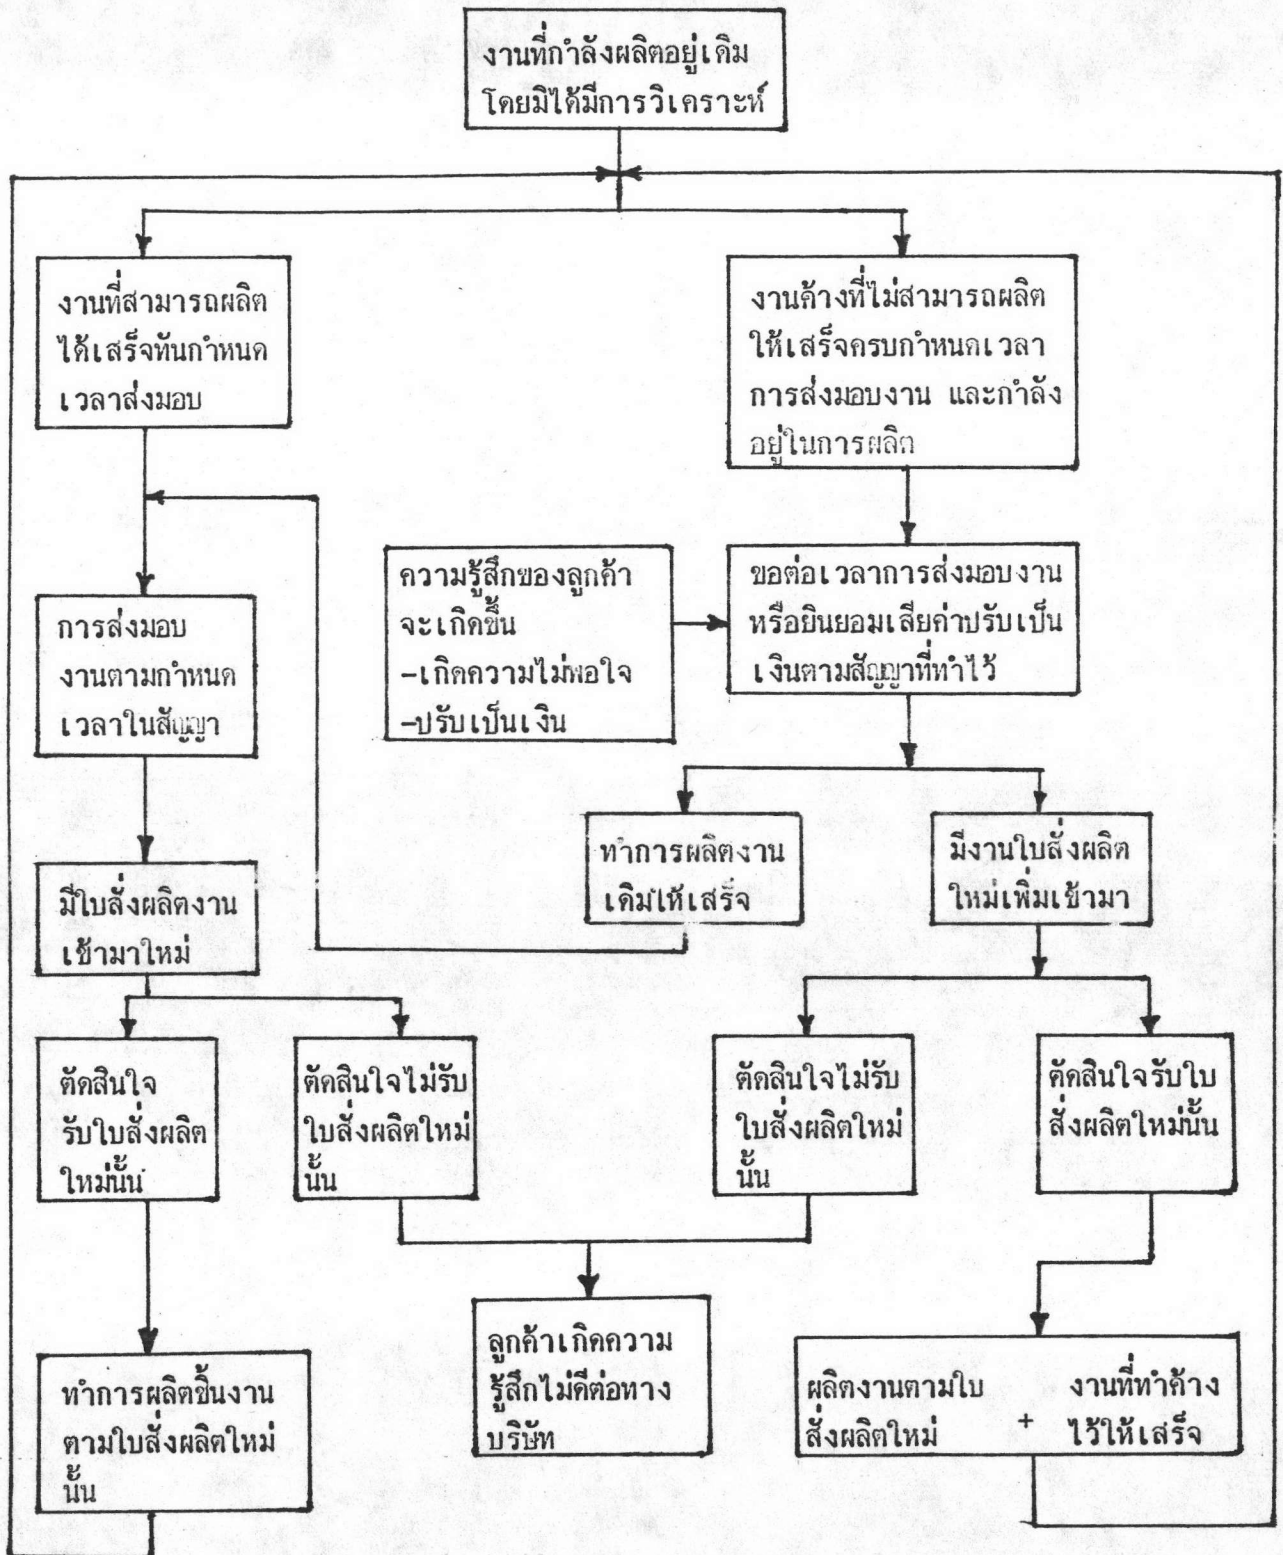 งานที่กำลังผลิตอยู่เดิม
โดยมิได้มีการวิเคราะห์
งานที่สามารถผลิต
ได้เสร็จทันกำหนด
เวลาส่งมอบ
งานค้างที่ไม่สามารถผลิต
ให้เสร็จครบกำหนดเวลา
การส่งมอบงาน และกำลัง
อยู่ในการผลิต
ความรู้สึกของลูกค้า
จะเกิดขึ้น
-เกิดความไม่พอใจ
-ปรับเป็นเงิน
ขอต่อเวลาการส่งมอบงาน
หรือยินยอมเสียค่าปรับเป็น
เงินตามสัญญาที่ทำไว้
การส่งมอบ
งานตามกำหนด
เวลาในสัญญา
ทำการผลิตงาน
เดิมให้เสร็จ
มีงานใบสั่งผลิต
ใหม่เพิ่มเข้ามา
มีใบสั่งผลิตงาน
เข้ามาใหม่
ตัดสินใจ
รับใบสั่งผลิต
ใหม่นั้น
ตัดสินใจไม่รับ
ใบสั่งผลิตใหม่
นั้น
ตัดสินใจไม่รับ
ใบสั่งผลิตใหม่
นั้น
ตัดสินใจรับใบ
สั่งผลิตใหม่นั้น
ทำการผลิตชิ้นงาน
ตามใบสั่งผลิตใหม่
นั้น
ลูกค้าเกิดความ
รู้สึกไม่ดีต่อทาง
บริษัท
ผลิตงานตามใบ
สั่งผลิตใหม่
+
งานที่ทำค้าง
ไว้ให้เสร็จ